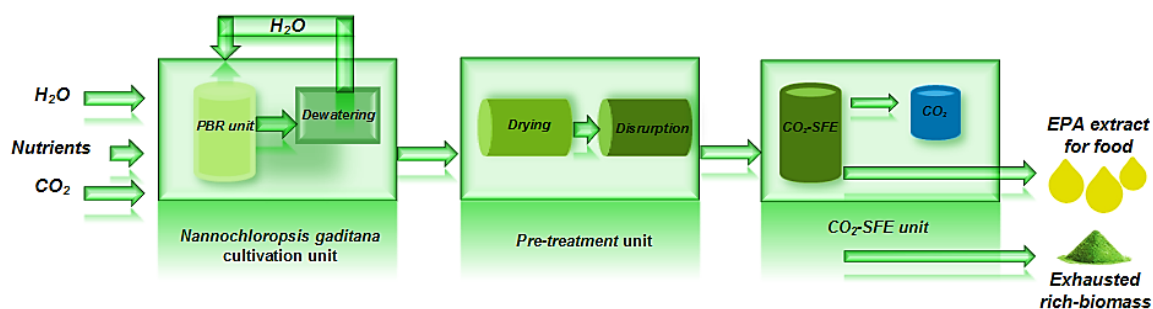 H₂O
H₂O
Nutrients
CO₂
PBR unit
Dewatering
Nannochloropsis gaditana
cultivation unit
Drying
Disrurption
Pre-treatment unit
CO₂-SFE
CO₂
CO₂-SFE unit
EPA extract
for food
Exhausted
rich-biomass